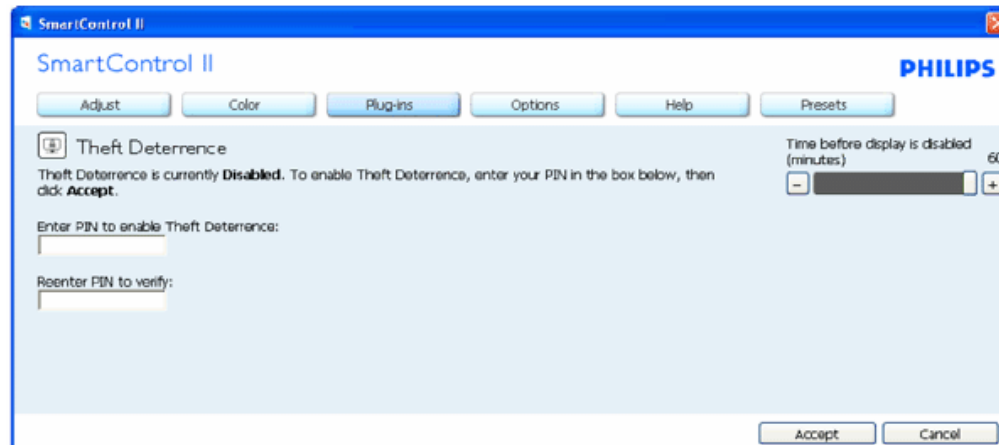 SmartControl II
SmartControl II
PHILIPS
Adjust Color Plug-ins Options Help Presets
Theft Deterrence
Theft Deterrence is currently Disabled. To enable Theft Deterrence, enter your PIN in the box below, then
click Accept.
Time before display is disabled
(minutes) 60
- +
Enter PIN to enable Theft Deterrence:
Reenter PIN to verify:
Accept Cancel